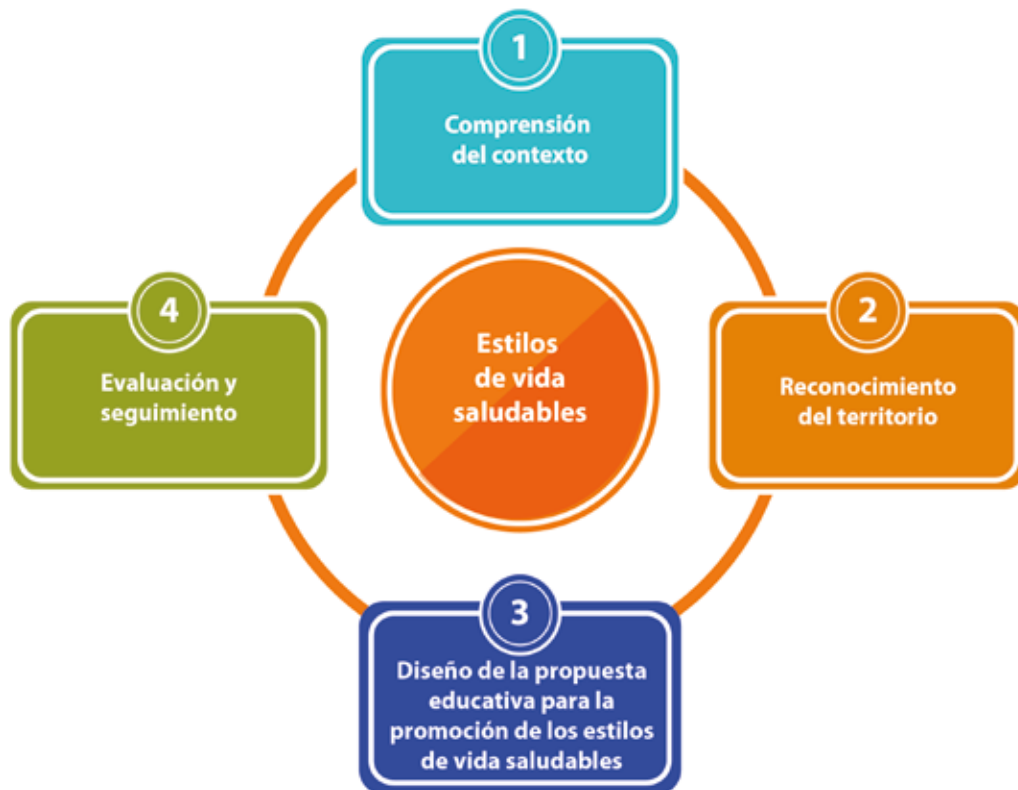 1
Comprensión
del contexto
2
Reconocimiento
del territorio
3
Diseño de la propuesta
educativa para la
promoción de los estilos
de vida saludables
4
Evaluación y
seguimiento
Estilos
de vida
saludables